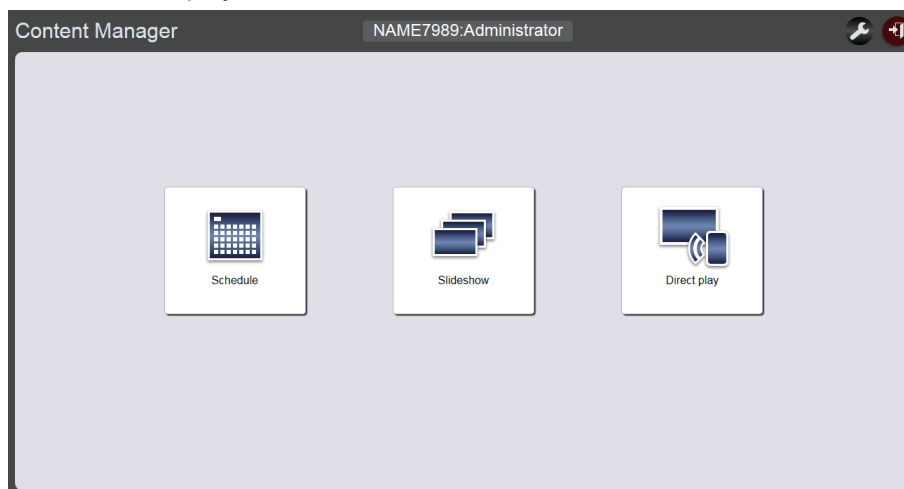 Content Manager
NAME7989:Administrator
Schedule
Slideshow
Direct play